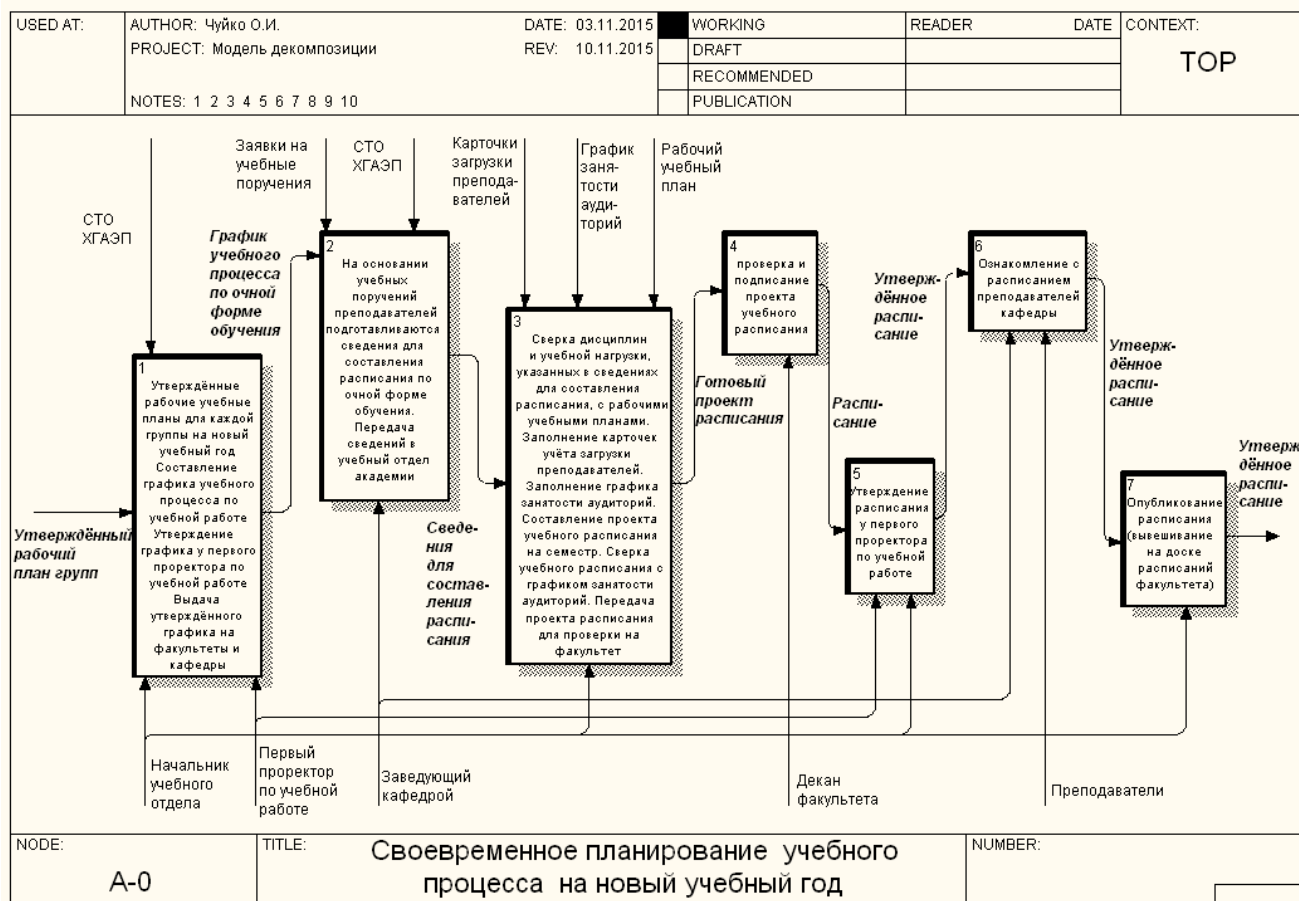 USED AT:
AUTHOR: Чуйко О.И.
DATE: 03.11.2015
PROJECT: Модель декомпозиции
REV: 10.11.2015
NOTES: 1 2 3 4 5 6 7 8 9 10
WORKING
DRAFT
RECOMMENDED
PUBLICATION
READER
DATE
CONTEXT:
TOP
СТО
ХГАЭП
Заявки на
учебные
поручения
СТО
ХГАЭП
Карточки
загрузки
препода-
вателей
График
заня-
тости
ауди-
торий
Рабочий
учебный
план
Утверждённый
рабочий
план групп
1
Утверждённые
рабочие учебные
планы для каждой
группы на новый
учебный год
Составление
графика учебного
процесса по
учебной работе
Утверждение
графика у первого
проректора по
учебной работе
Выдача
утверждённого
графика на
факультеты и
кафедры
График
учебного
процесса
по очной
форме
обучения
2
На основании
учебных
поручений
преподавателей
подготавливаются
сведения для
составления
расписания по
очной форме
обучения.
Передача
сведений в
учебный отдел
академии
Сведе-
ния
для
состав-
ления
распи-
сания
3
Сверка дисциплин
и учебной нагрузки,
указанных в сведениях
для составления
расписания, с рабочими
учебными планами.
Заполнение карточек
учёта загрузки
преподавателей.
Заполнение графика
занятости аудиторий.
Составление проекта
учебного расписания
на семестр. Сверка
учебного расписания с
графиком занятости
аудиторий. Передача
проекта расписания
для проверки на
факультет
Готовый
проект
расписания
4
проверка и
подписание
проекта
учебного
расписания
Распи-
сание
5
Утверждение
расписания
у первого
проректора
по учебной
работе
Утверж-
дённое
распи-
сание
6
Ознакомление с
расписанием
преподавателей
кафедры
Утверж-
дённое
распи-
сание
7
Опубликование
расписания
(вывешивание
на доске
расписаний
факультета)
Утверж
дённое
распи-
сание
Начальник
учебного
отдела
Первый
проректор
по учебной
работе
Заведующий
кафедрой
Декан
факультета
Преподаватели
NODE:
A-0
TITLE:
Своевременное планирование учебного
процесса на новый учебный год
NUMBER: